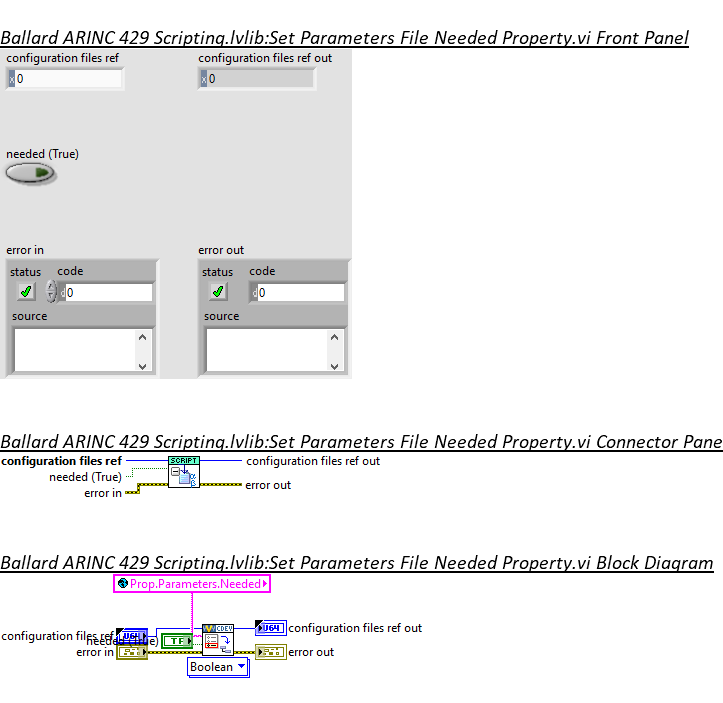 Ballard ARINC 429 Scripting.lvlib:Set Parameters File Needed Property.vi Front Panel
configuration files ref
configuration files ref out
x 0
x 0
needed (True)
error in
error out
status code
status code
d 0
d 0
source
source
Ballard ARINC 429 Scripting.lvlib:Set Parameters File Needed Property.vi Connector Pane
configuration files ref
SCRIPT
configuration files ref out
needed (True)
error in
error out
Ballard ARINC 429 Scripting.lvlib:Set Parameters File Needed Property.vi Block Diagram
Prop.Parameters.Needed
configuration files ref
U64
needed (True)
TF
CDEV
U64
configuration files ref out
error in
error out
Boolean